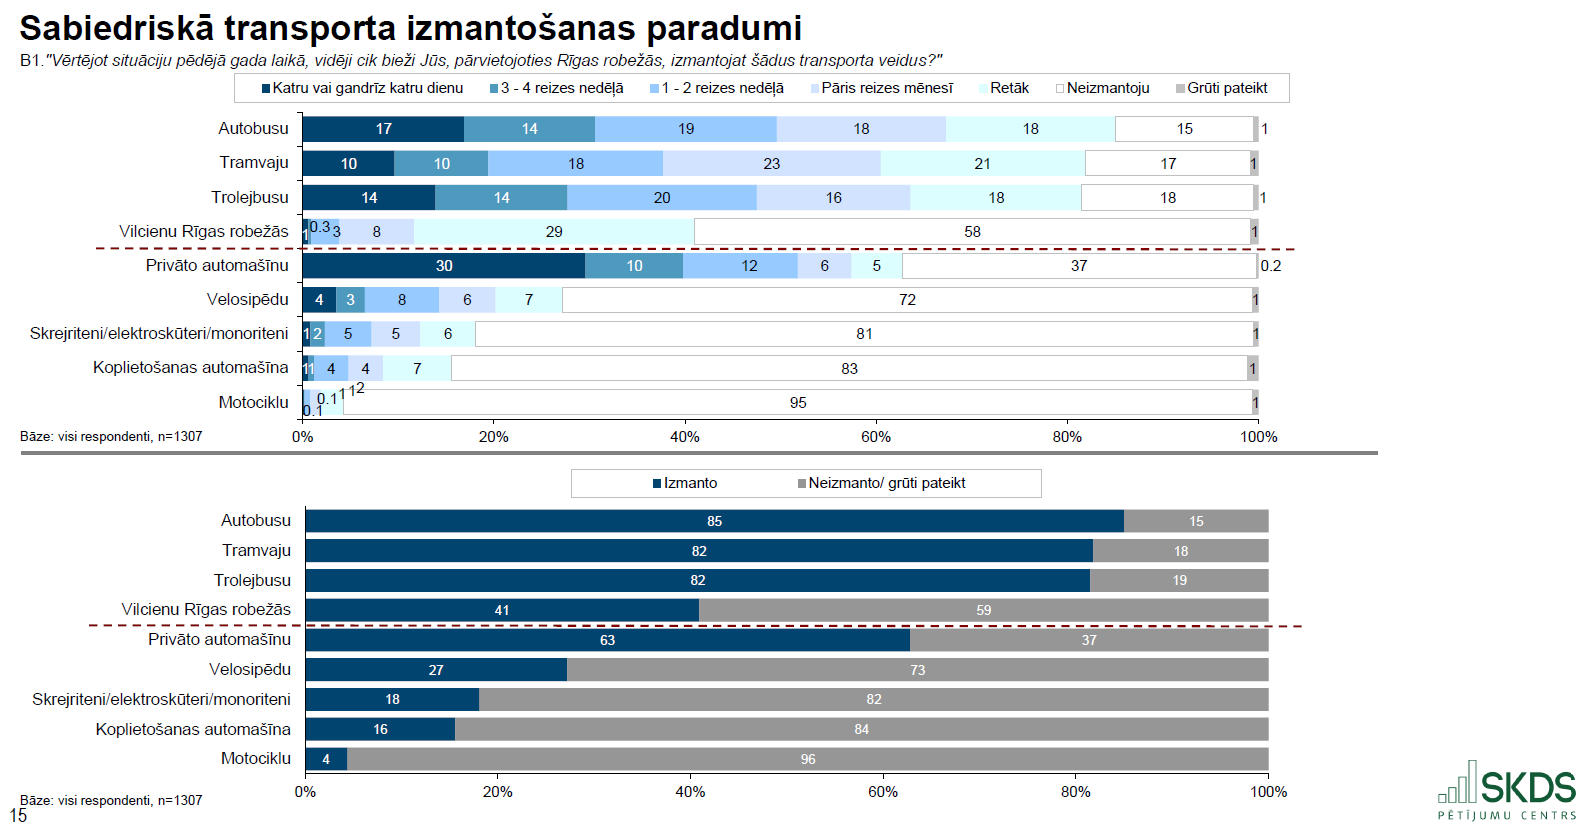 Sabiedriskā transporta izmantošanas paradumi
B1."Vērtējot situāciju pēdējā gada laikā, vidēji cik bieži Jūs, pārvietojoties Rīgas robežās, izmantojat šādus transporta veidus?"
Katru vai gandrīz katru dienu 3 - 4 reizes nedēļā 1 - 2 reizes nedēļā Pāris reizes mēnesī Retāk Neizmantoju Grūti pateikt
Autobusu 17 14 19 18 18 15 1
Tramvaju 10 10 18 23 21 17 1
Trolejbusu 14 14 20 16 18 18 1
Vilcienu Rīgas robežās 1 0.3 3 8 29 58 1
Privāto automašīnu 30 10 12 6 5 37 0.2
Velosipēdu 4 3 8 6 7 72 1
Skrejriteni/elektroskūteri/monoriteni 1 2 5 5 6 81 1
Koplietošanas automašīna 1 1 4 4 7 83 1
Motociklu 0.1 0.1 1 1 2 95 1
Bāze: visi respondenti, n=1307
0% 20% 40% 60% 80% 100%
Izmanto Neizmanto/ grūti pateikt
Autobusu 85 15
Tramvaju 82 18
Trolejbusu 82 19
Vilcienu Rīgas robežās 41 59
Privāto automašīnu 63 37
Velosipēdu 27 73
Skrejriteni/elektroskūteri/monoriteni 18 82
Koplietošanas automašīna 16 84
Motociklu 4 96
0% 20% 40% 60% 80% 100%
Bāze: visi respondenti, n=1307
15
SKDS
PĒTĪJUMU CENTRS